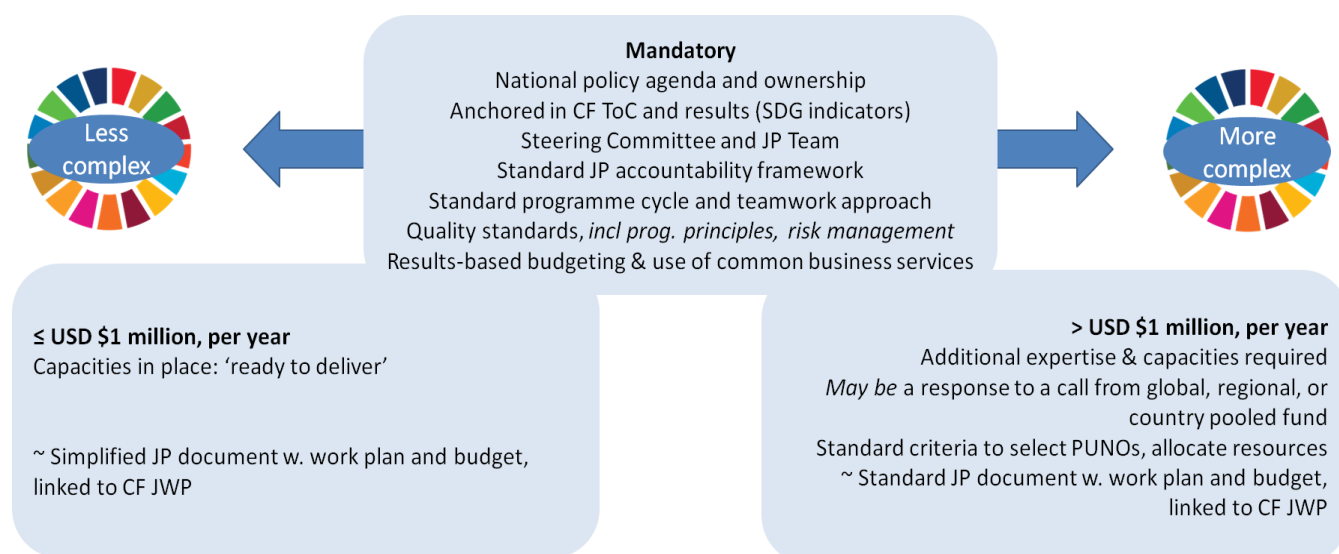 Mandatory
National policy agenda and ownership
Anchored in CF ToC and results (SDG indicators)
Steering Committee and JP Team
Standard JP accountability framework
Standard programme cycle and teamwork approach
Quality standards, incl prog. principles, risk management
Results-based budgeting & use of common business services
Less
complex
More
complex
≤ USD $1 million, per year
Capacities in place: ‘ready to deliver’
~ Simplified JP document w. work plan and budget,
linked to CF JWP
> USD $1 million, per year
Additional expertise & capacities required
May be a response to a call from global, regional, or
country pooled fund
Standard criteria to select PUNOs, allocate resources
~ Standard JP document w. work plan and budget,
linked to CF JWP